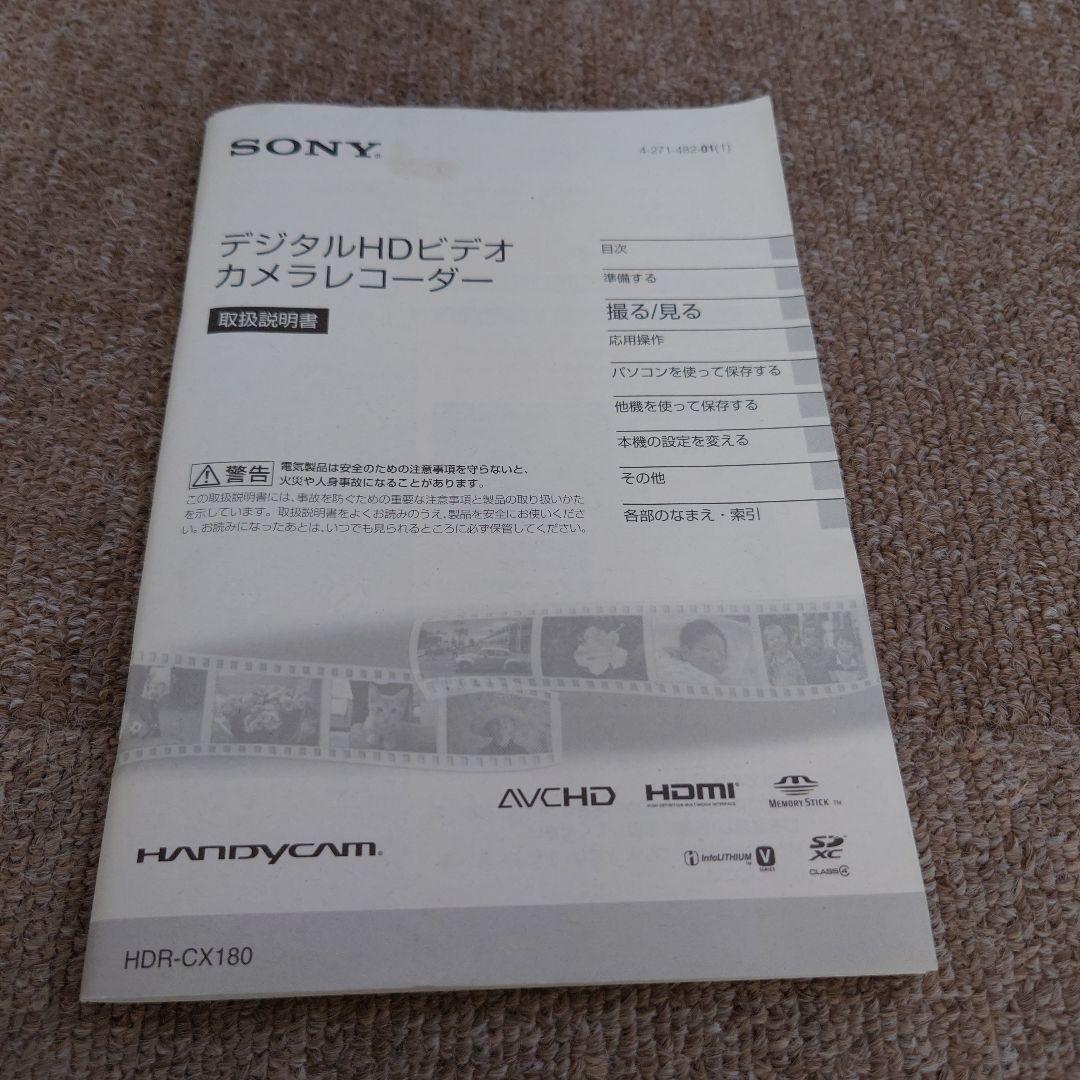 SONY®
4-271-482-01(1)
デジタルHDビデオ
カメラレコーダー
取扱説明書
目次
準備する
撮る/見る
応用操作
パソコンを使って保存する
他機を使って保存する
本機の設定を変える
その他
各部のなまえ・索引
警告
電気製品は安全のための注意事項を守らないと、
火災や人身事故になることがあります。
この取扱説明書には、事故を防ぐための重要な注意事項と製品の取り扱いかた
を示しています。取扱説明書をよくお読みのうえ、製品を安全にお使いくださ
い。お読みになったあとは、いつでも見られるところに必ず保管してください。
AVCHD
HDMI®
HIGH-DEFINITION MULTIMEDIA INTERFACE
MEMORY STICK ™
HANDYCAM®
InfoLITHIUM ™ V
SERIES
SD XC ™
CLASS④
HDR-CX180